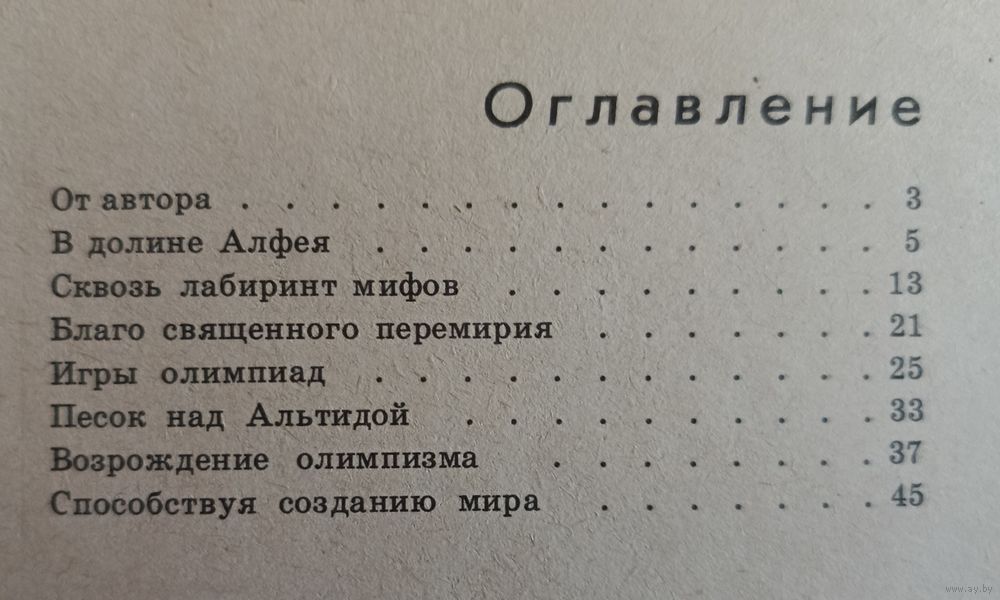 Оглавление
От автора . . . . . . . . . . . . . . . 3
В долине Алфея . . . . . . . . . . . . 5
Сквозь лабиринт мифов . . . . . . . . . 13
Благо священного перемирия . . . . . . . 21
Игры олимпиад . . . . . . . . . . . . 25
Песок над Альтидой . . . . . . . . . . 33
Возрождение олимпизма . . . . . . . . 37
Способствуя созданию мира . . . . . . . 45
www.ay.by